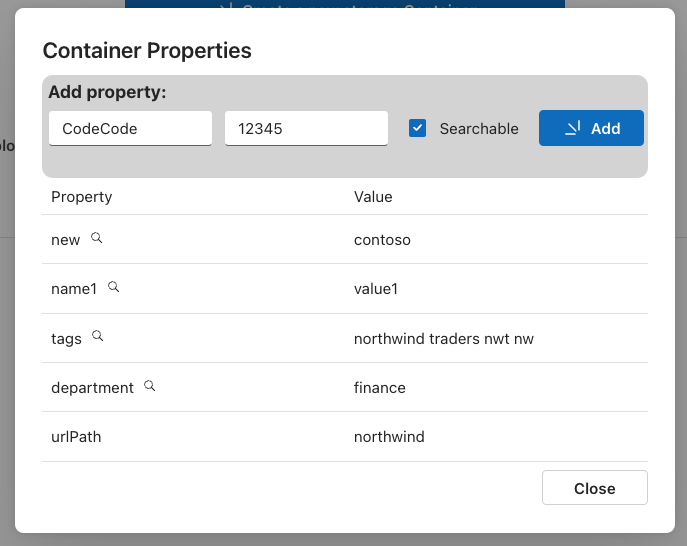 Container Properties
Add property:
CodeCode 12345 Searchable Add
Property Value
new contoso
name1 value1
tags northwind traders nwt nw
department finance
urlPath northwind
Close